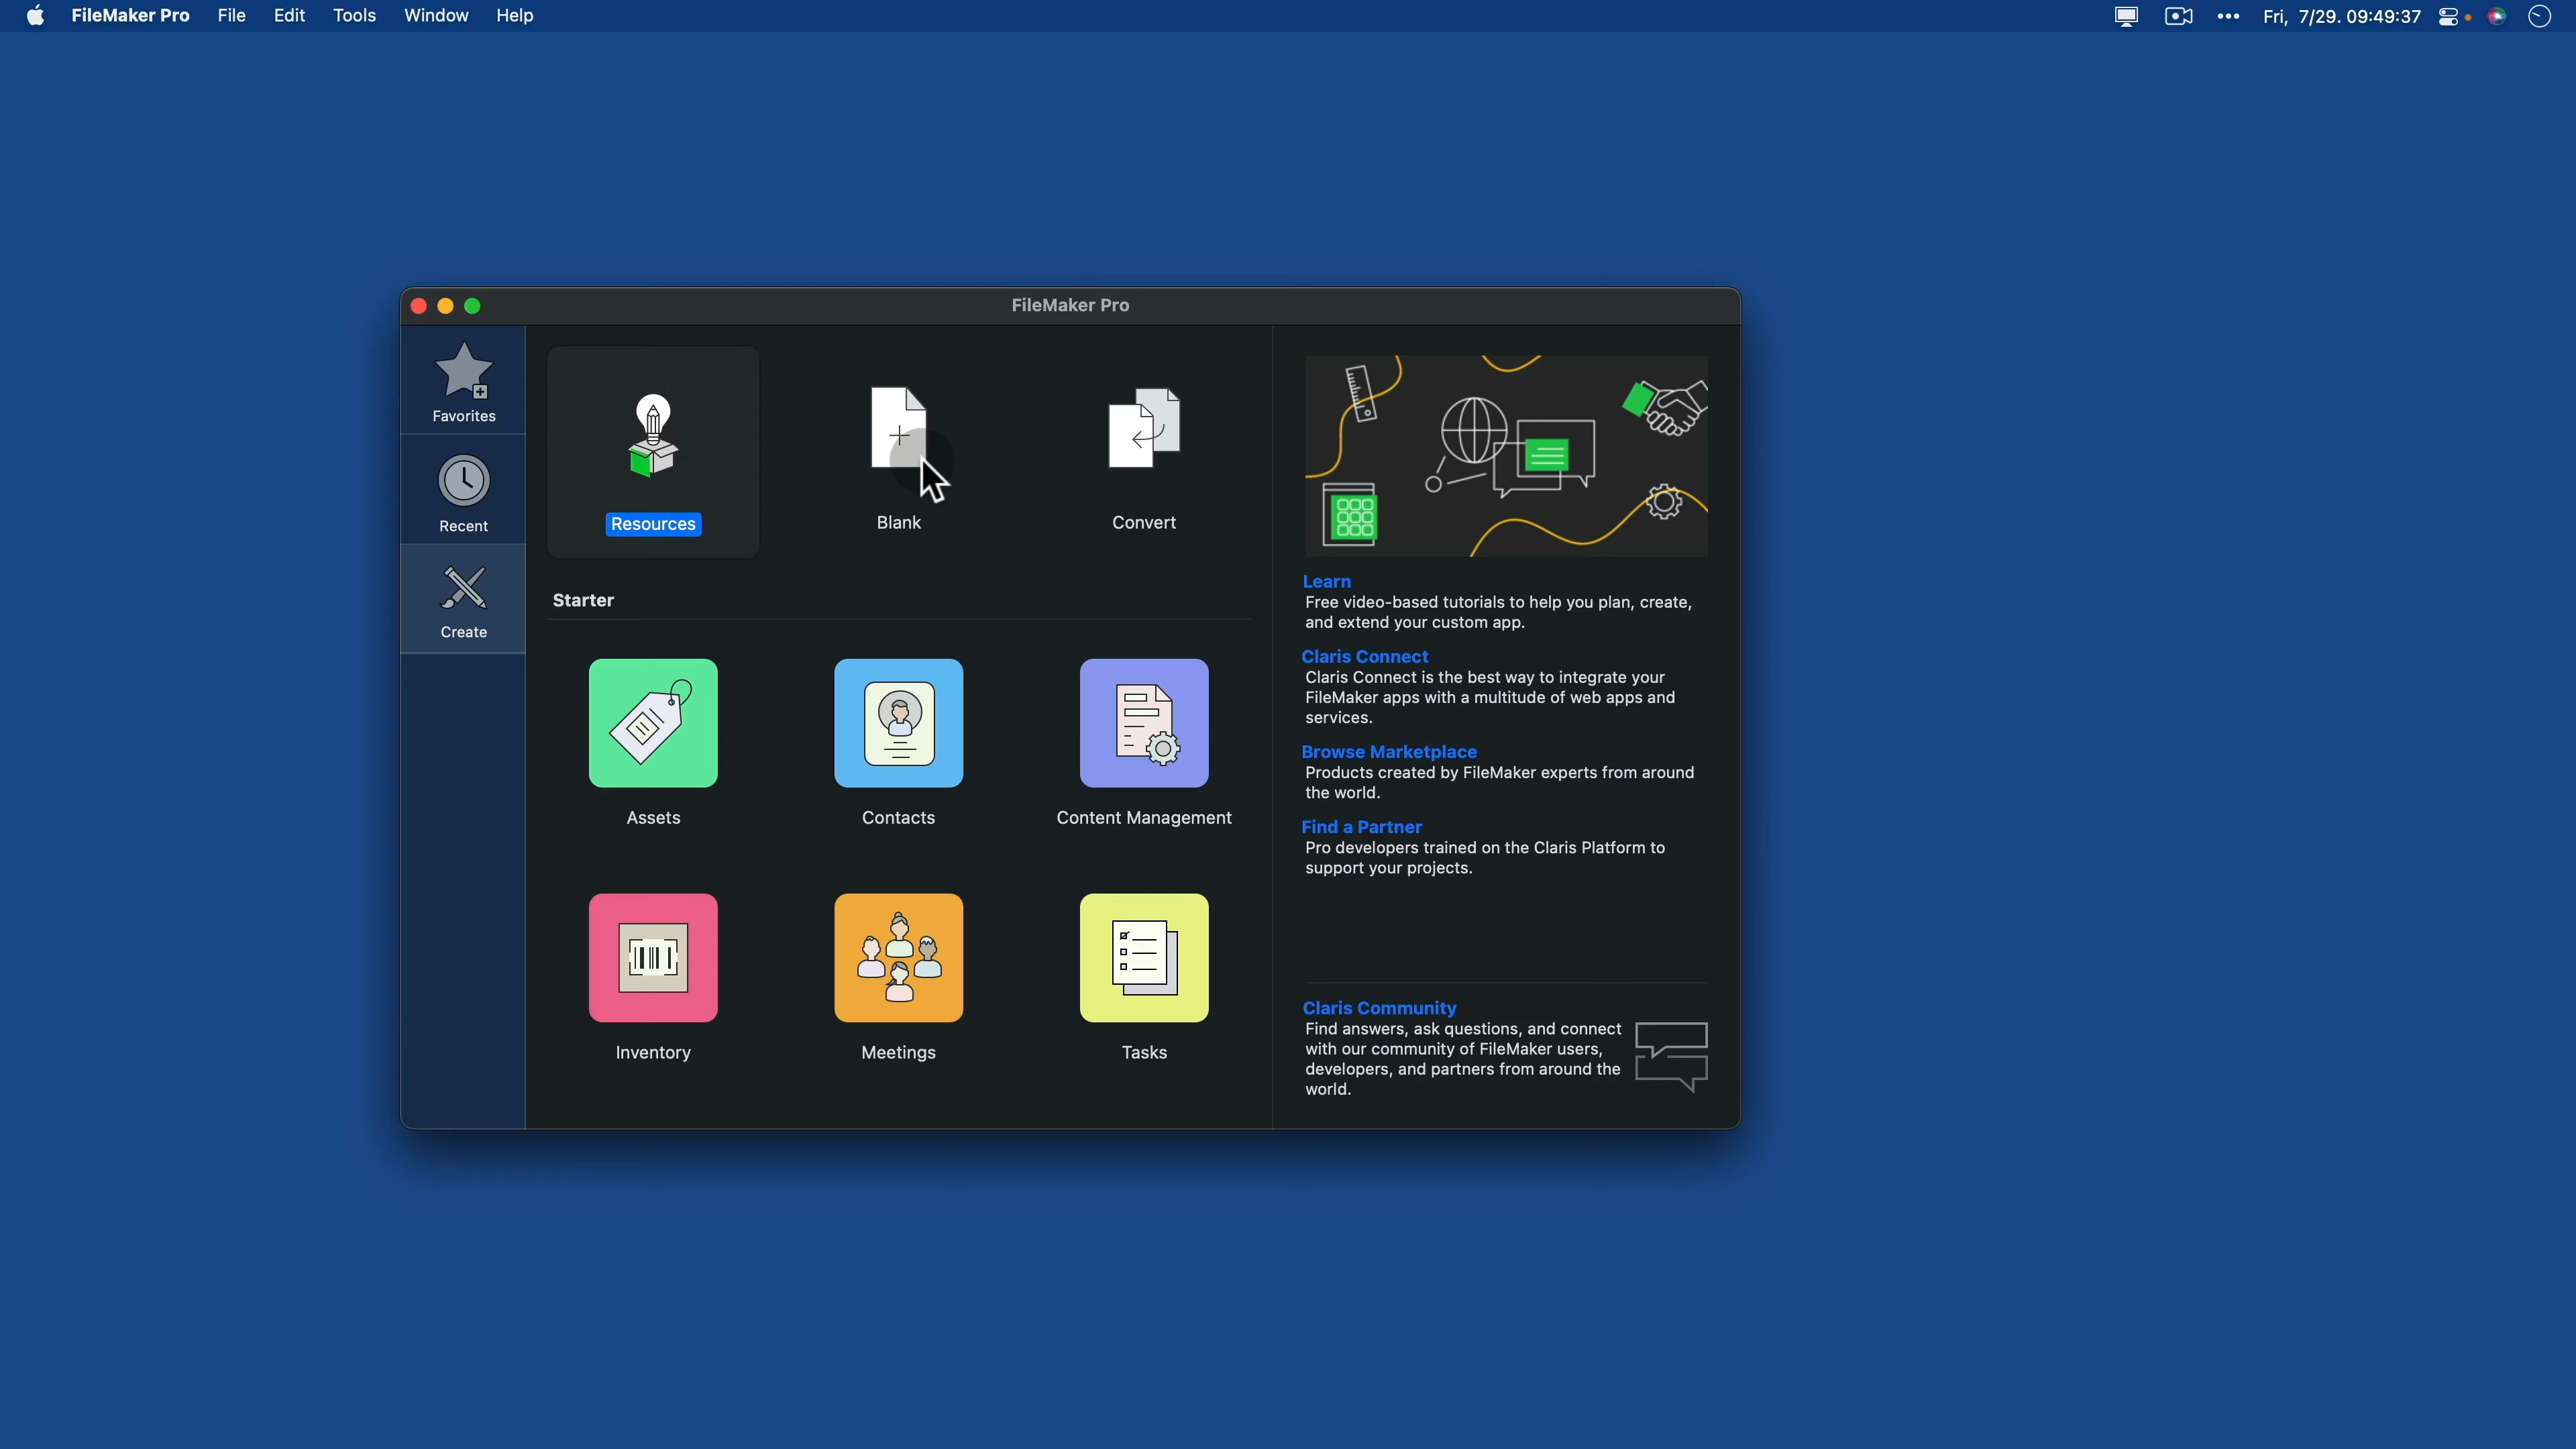 FileMaker Pro File Edit Tools Window Help
Fri, 7/29. 09:49:37
FileMaker Pro
Favorites
Recent
Create
Resources
Blank
Convert
Starter
Assets
Contacts
Content Management
Inventory
Meetings
Tasks
Learn
Free video-based tutorials to help you plan, create,
and extend your custom app.
Claris Connect
Claris Connect is the best way to integrate your
FileMaker apps with a multitude of web apps and
services.
Browse Marketplace
Products created by FileMaker experts from around
the world.
Find a Partner
Pro developers trained on the Claris Platform to
support your projects.
Claris Community
Find answers, ask questions, and connect
with our community of FileMaker users,
developers, and partners from around the
world.